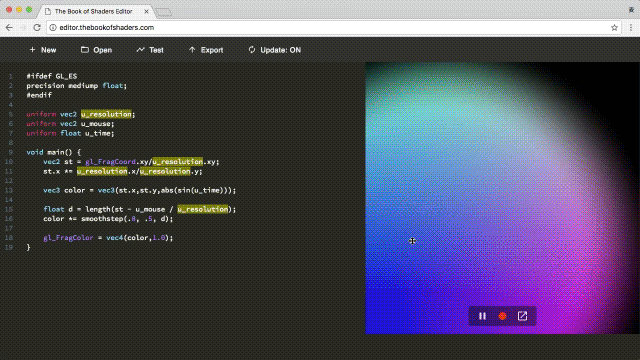 The Book of Shaders Editor
editor.thebookofshaders.com
New Open Test Export Update: ON
1 #ifdef GL_ES
2 precision mediump float;
3 #endif
4
5 uniform vec2 u_resolution;
6 uniform vec2 u_mouse;
7 uniform float u_time;
8
9 void main() {
10 vec2 st = gl_FragCoord.xy/u_resolution.xy;
11 st.x *= u_resolution.x/u_resolution.y;
12
13 vec3 color = vec3(st.x,st.y,abs(sin(u_time)));
14
15 float d = length(st - u_mouse / u_resolution);
16 color *= smoothstep(.8, .5, d);
17
18 gl_FragColor = vec4(color,1.0);
19 }